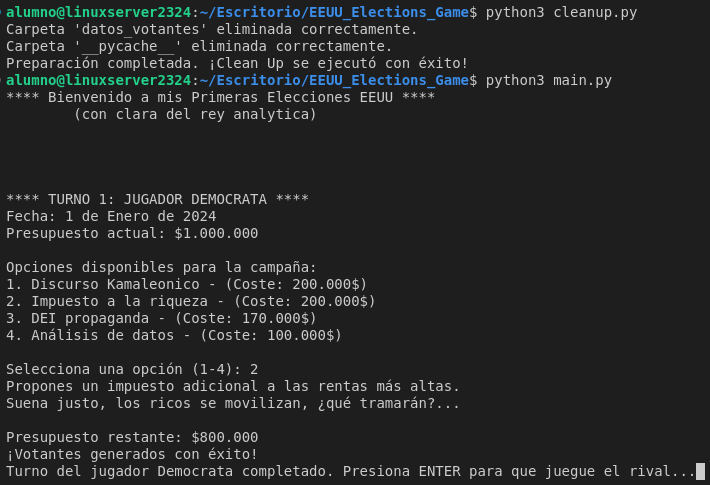 alumno@linuxserver2324:~/Escritorio/EEUU_Elections_Game$ python3 cleanup.py
Carpeta 'datos_votantes' eliminada correctamente.
Carpeta '__pycache__' eliminada correctamente.
Preparación completada. ¡Clean Up se ejecutó con éxito!
alumno@linuxserver2324:~/Escritorio/EEUU_Elections_Game$ python3 main.py
**** Bienvenido a mis Primeras Elecciones EEUU ****
(con clara del rey analytica)
**** TURNO 1: JUGADOR DEMOCRATA ****
Fecha: 1 de Enero de 2024
Presupuesto actual: $1.000.000
Opciones disponibles para la campaña:
1. Discurso Kamaleonico - (Coste: 200.000$)
2. Impuesto a la riqueza - (Coste: 200.000$)
3. DEI propaganda - (Coste: 170.000$)
4. Análisis de datos - (Coste: 100.000$)
Selecciona una opción (1-4): 2
Propones un impuesto adicional a las rentas más altas.
Suena justo, los ricos se movilizan, ¿qué tramarán?...
Presupuesto restante: $800.000
¡Votantes generados con éxito!
Turno del jugador Democrata completado. Presiona ENTER para que juegue el rival...